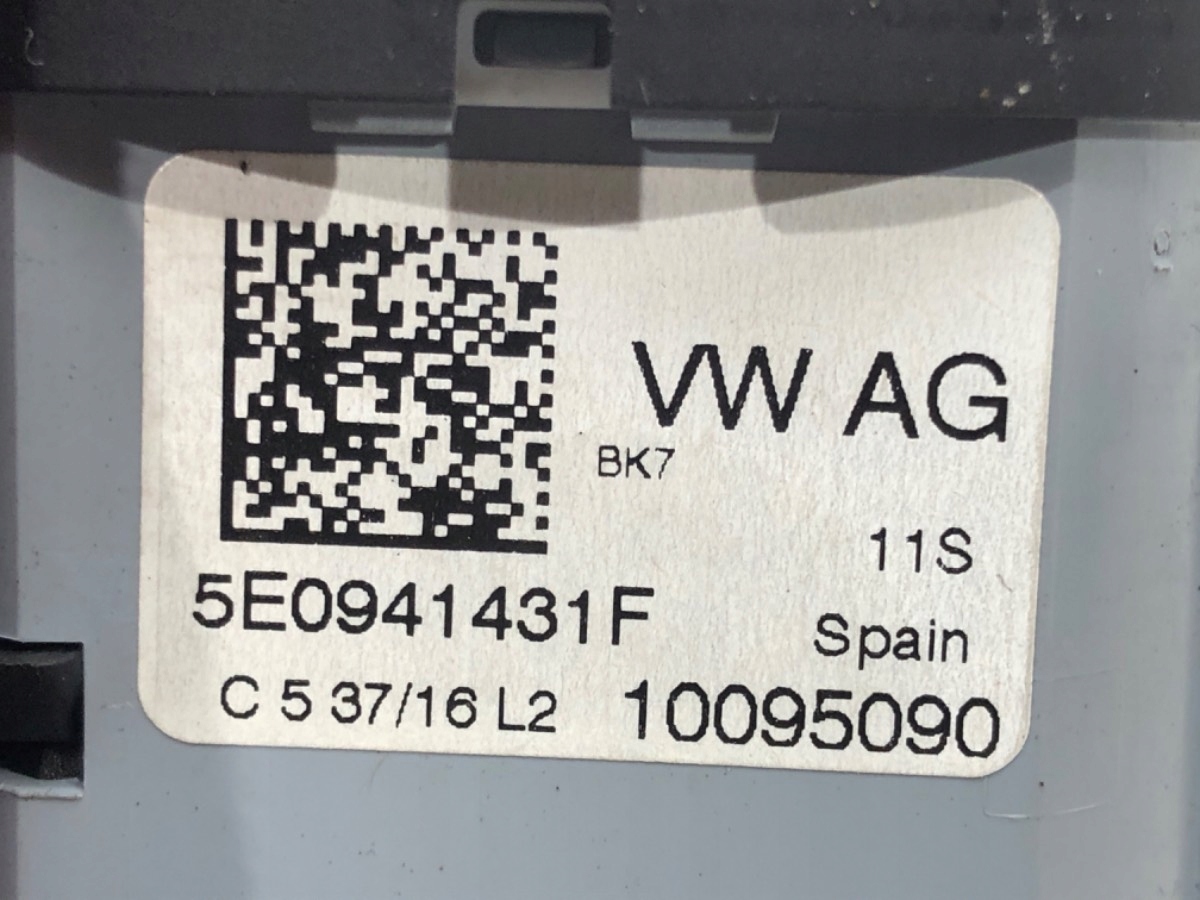 VW AG
BK7
11S
5E0941431F
Spain
C 5 37/16 L2 10095090